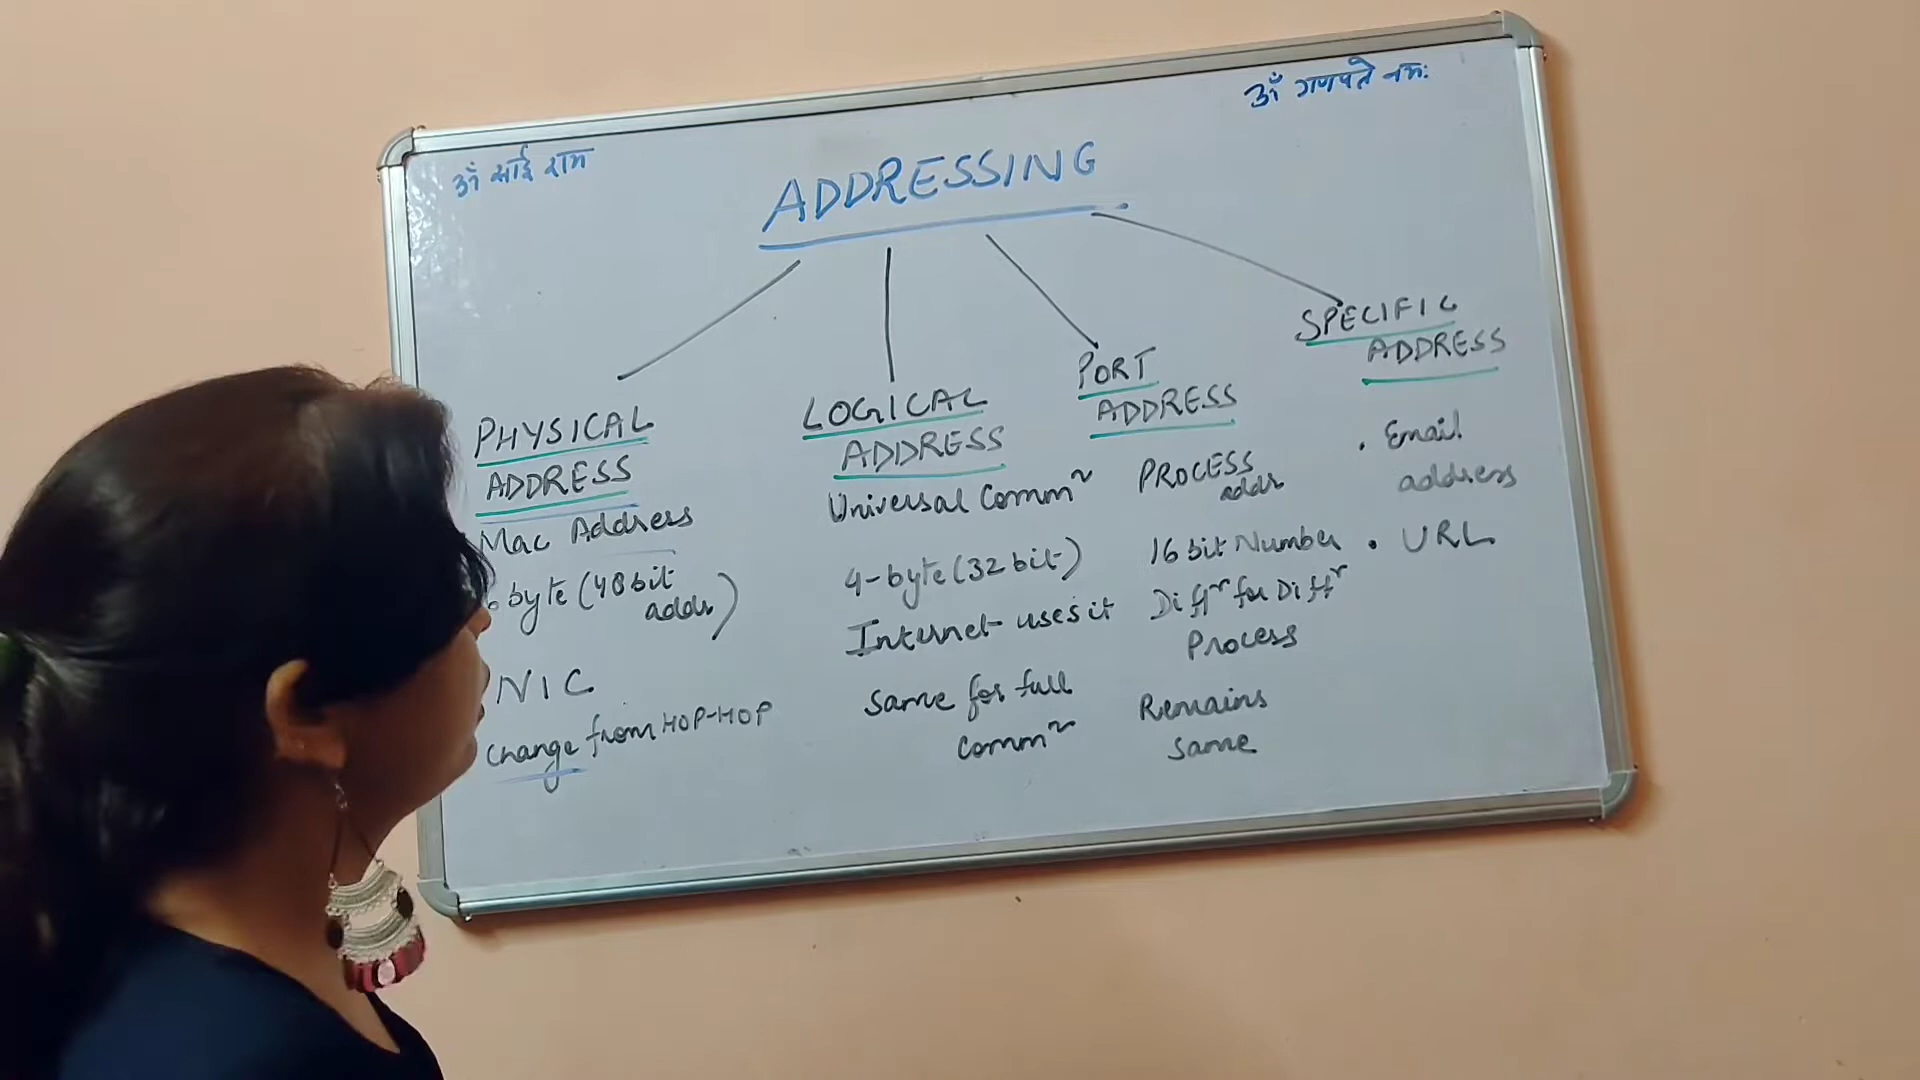 ॐ साई राम
ॐ गणपते नमः
ADDRESSING
PHYSICAL
ADDRESS
Mac Address
6 byte (48 bit
addr)
NIC
Change from HOP-HOP
LOGICAL
ADDRESS
Universal Commⁿ
4-byte (32 bit)
Internet uses it
Same for full
Commⁿ
PORT
ADDRESS
PROCESS
addr
16 bit Number
Diffʳ for Diffʳ
Process
Remains
Same
SPECIFIC
ADDRESS
. Email
address
. URL